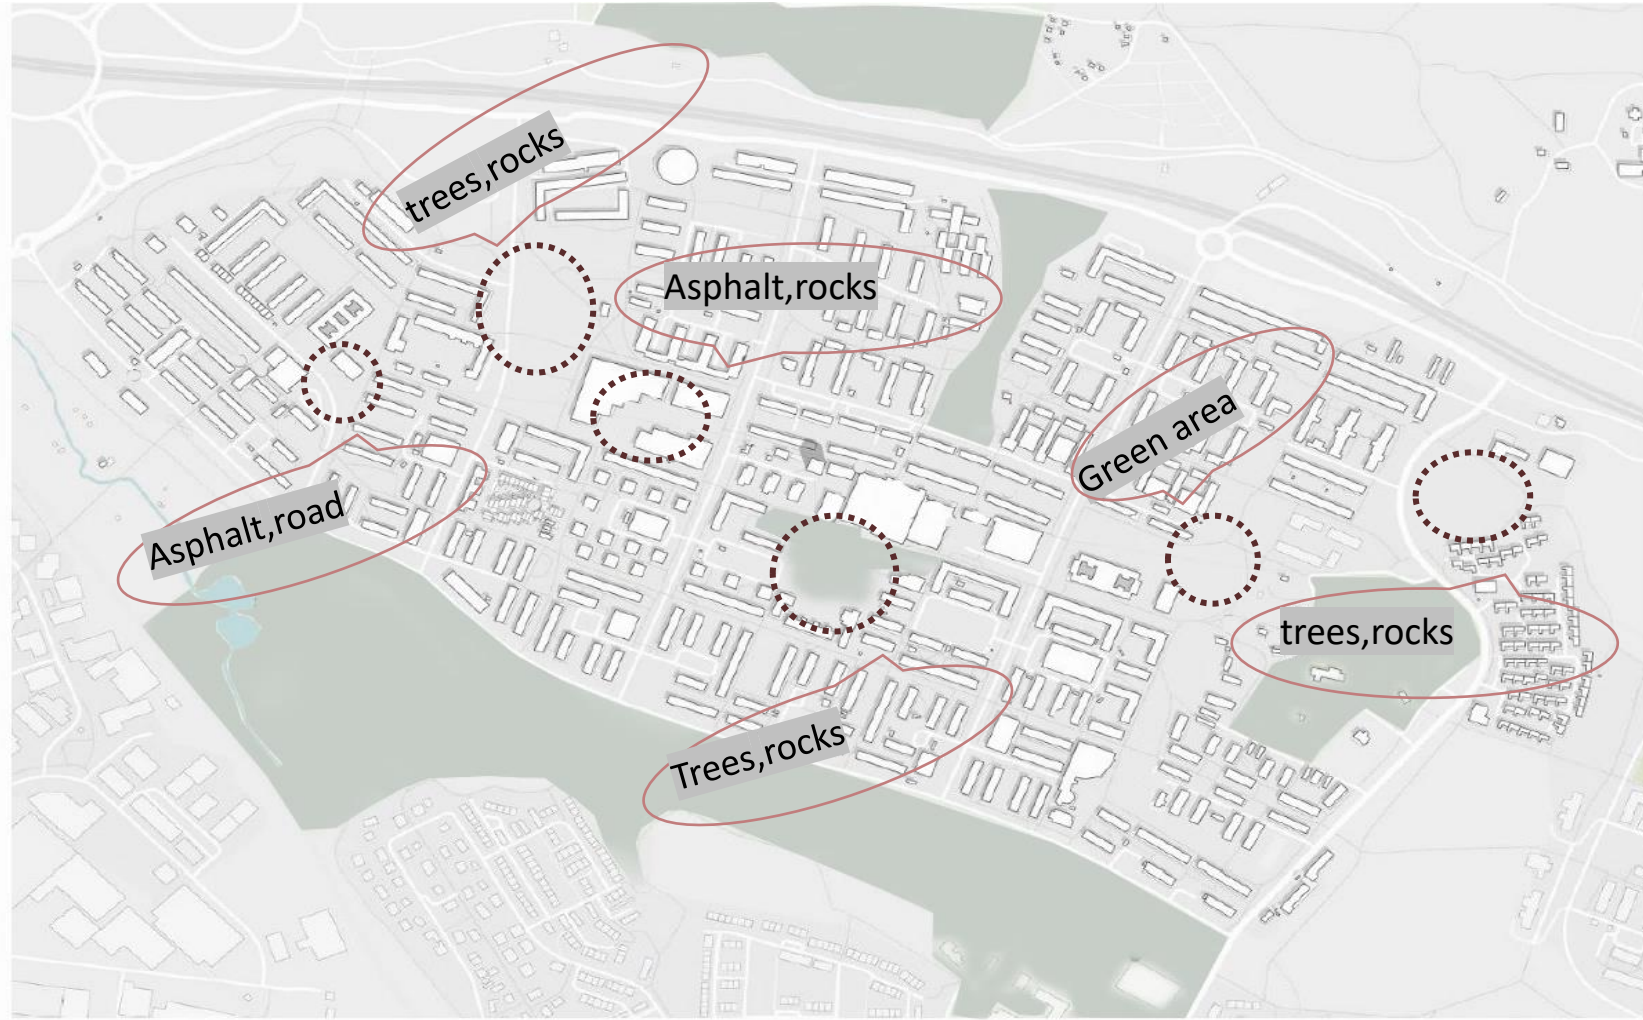 trees,rocks
Asphalt,rocks
Green area
Asphalt,road
trees,rocks
Trees,rocks